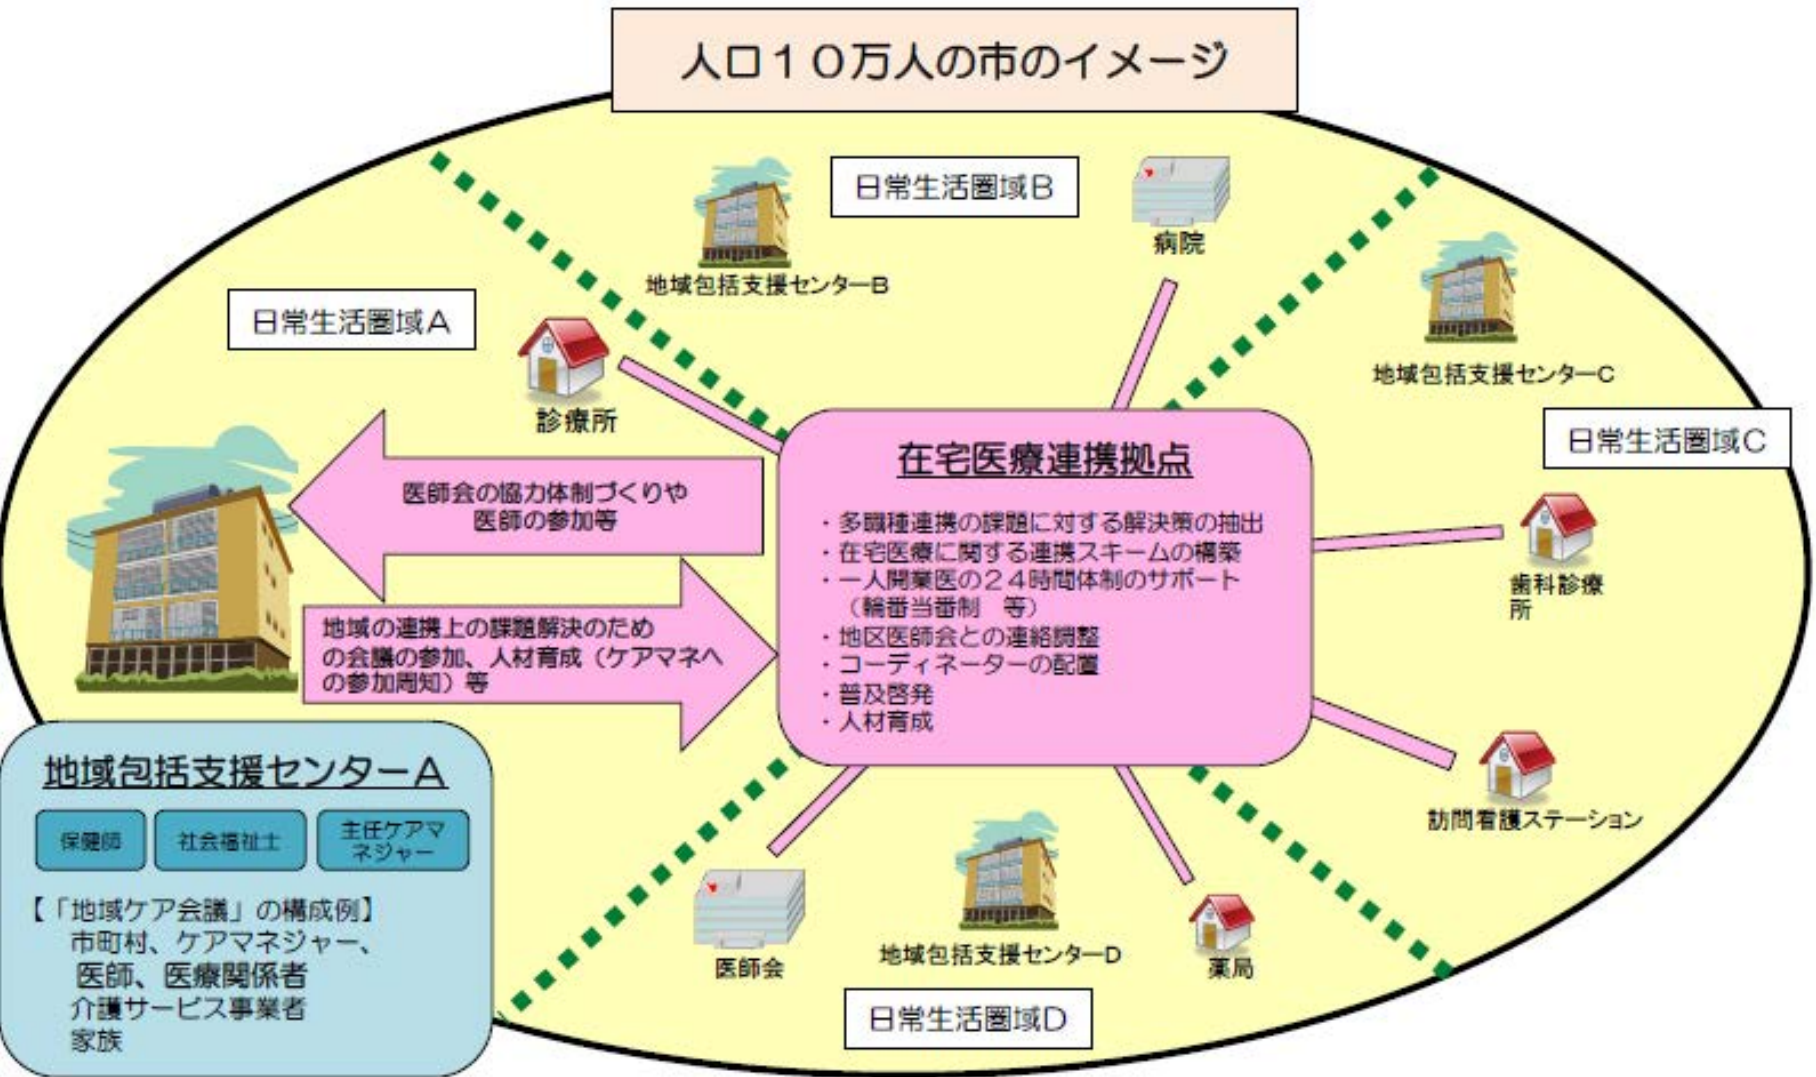 人口１０万人の市のイメージ
日常生活圏域Ｂ
病院
地域包括支援センターＢ
日常生活圏域Ａ
診療所
地域包括支援センターＣ
日常生活圏域Ｃ
医師会の協力体制づくりや
医師の参加等
地域の連携上の課題解決のため
の会議の参加、人材育成（ケアマネへ
の参加周知）等
在宅医療連携拠点
・多職種連携の課題に対する解決策の抽出
・在宅医療に関する連携スキームの構築
・一人開業医の２４時間体制のサポート
（輪番当番制　等）
・地区医師会との連絡調整
・コーディネーターの配置
・普及啓発
・人材育成
歯科診療
所
訪問看護ステーション
地域包括支援センターＡ
保健師
社会福祉士
主任ケアマ
ネジャー
【「地域ケア会議」の構成例】
市町村、ケアマネジャー、
医師、医療関係者
介護サービス事業者
家族
医師会
地域包括支援センターＤ
薬局
日常生活圏域Ｄ